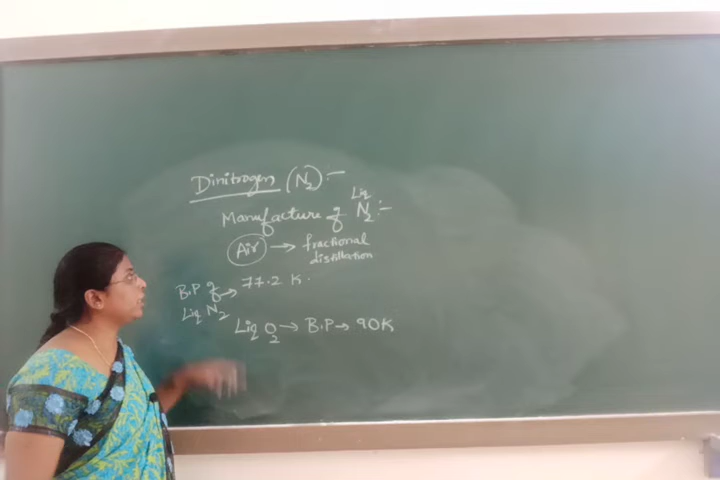 Dinitrogen (N₂) :-
Manufacture of Liq N₂ :-
Air → fractional distillation
B.P of Liq N₂ → 77.2 K.
Liq O₂ → B.P → 90K